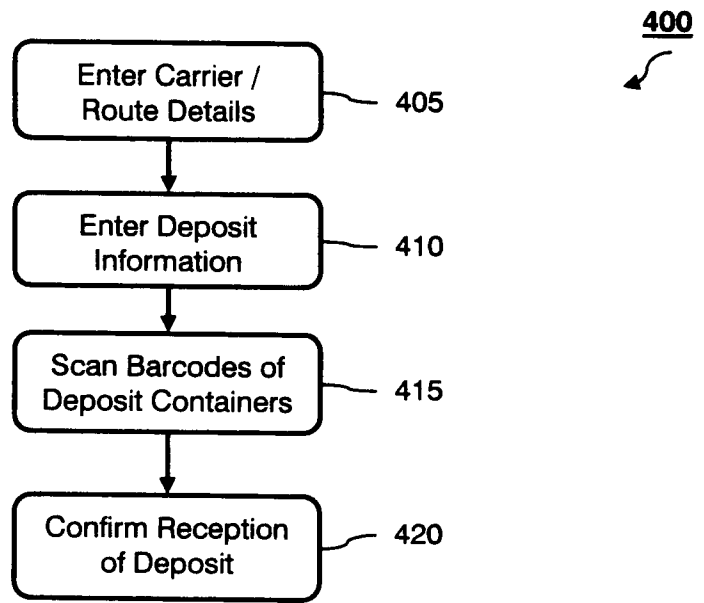 400
Enter Carrier /
Route Details
405
Enter Deposit
Information
410
Scan Barcodes of
Deposit Containers
415
Confirm Reception
of Deposit
420